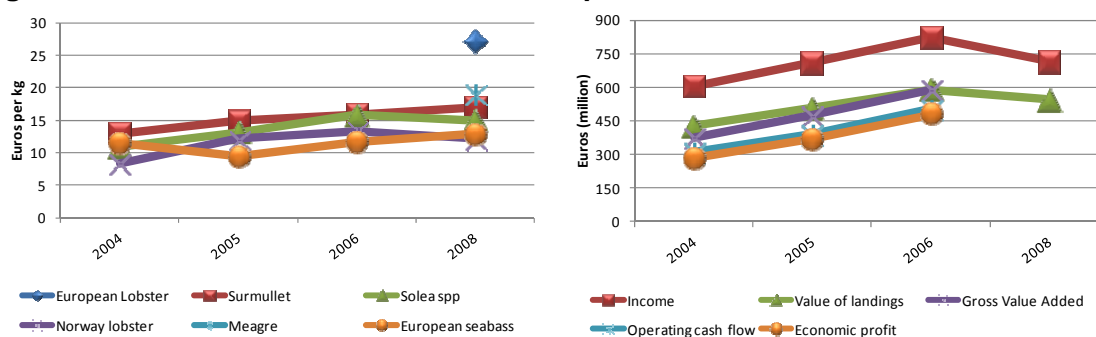 30
25
20
15
10
5
0
Euros per kg
2004
2005
2006
2008
European Lobster
Surmullet
Solea spp
Norway lobster
Meagre
European seabass
900
750
600
450
300
150
0
Euros (million)
2004
2005
2006
2008
Income
Value of landings
Gross Value Added
Operating cash flow
Economic profit